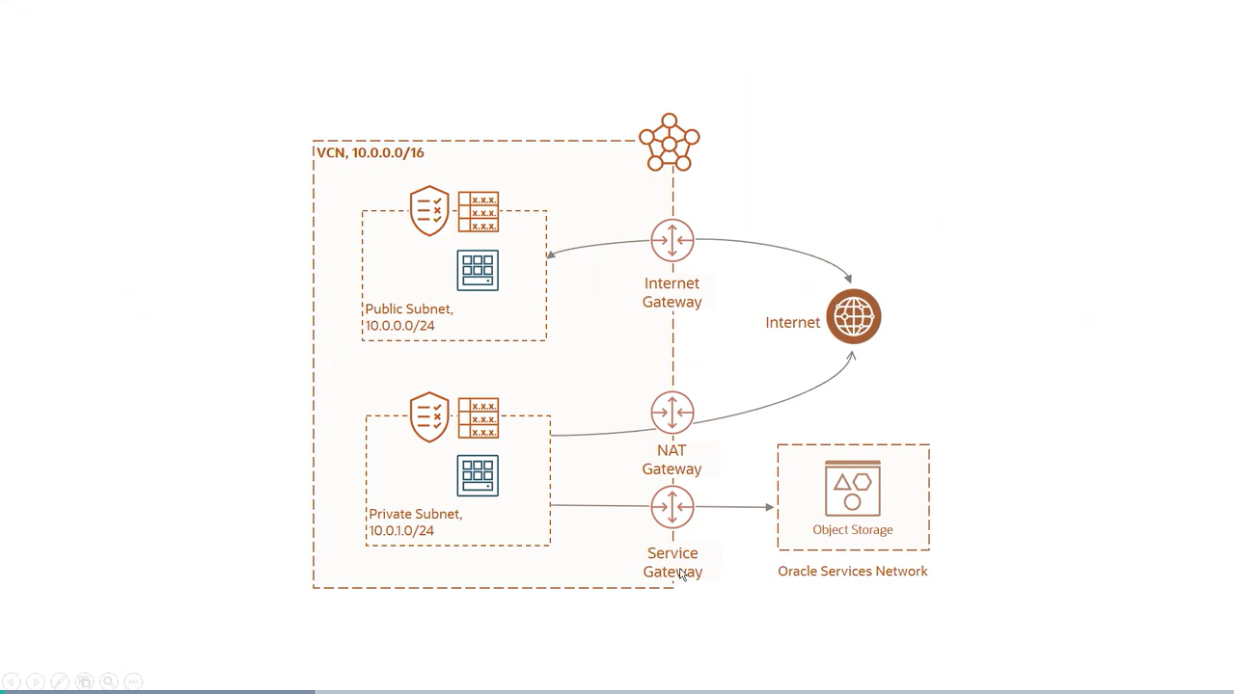 VCN, 10.0.0.0/16
x.x.x.
x.x.x.
x.x.x.
Public Subnet,
10.0.0.0/24
Internet
Gateway
Internet
x.x.x.
x.x.x.
x.x.x.
NAT
Gateway
Private Subnet,
10.0.1.0/24
Service
Gateway
Object Storage
Oracle Services Network